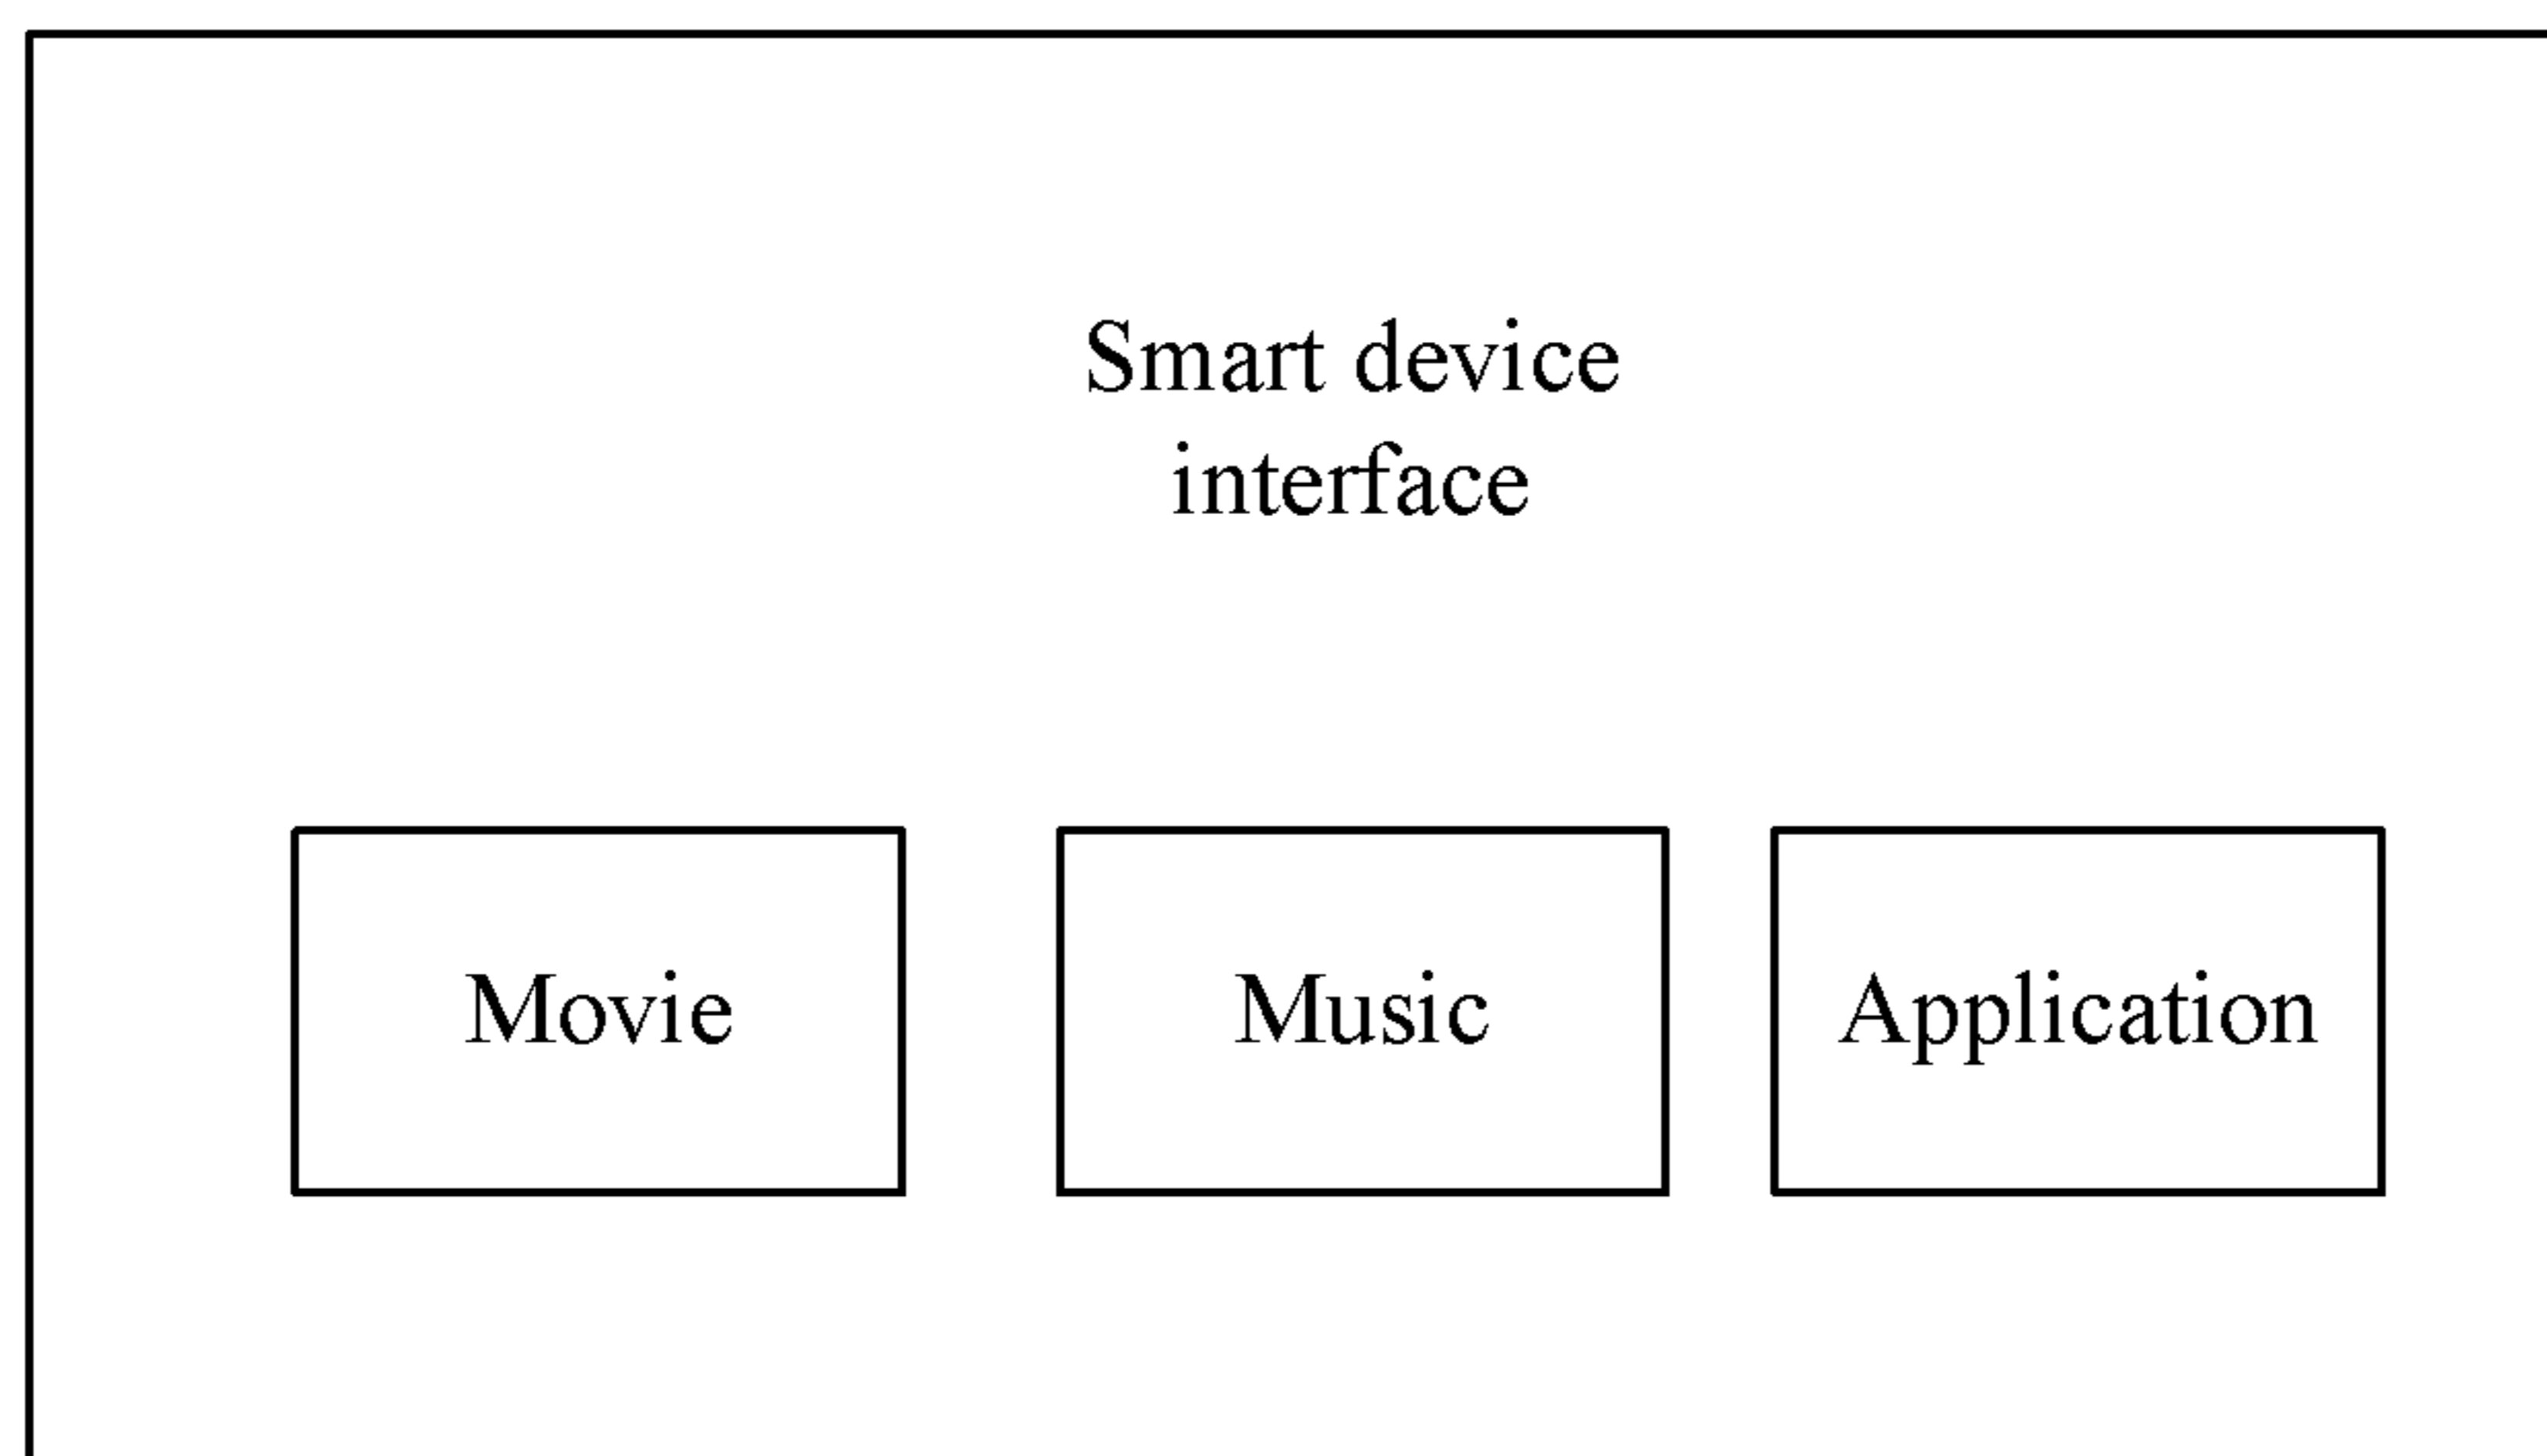 Smart device
interface
Movie
Music
Application